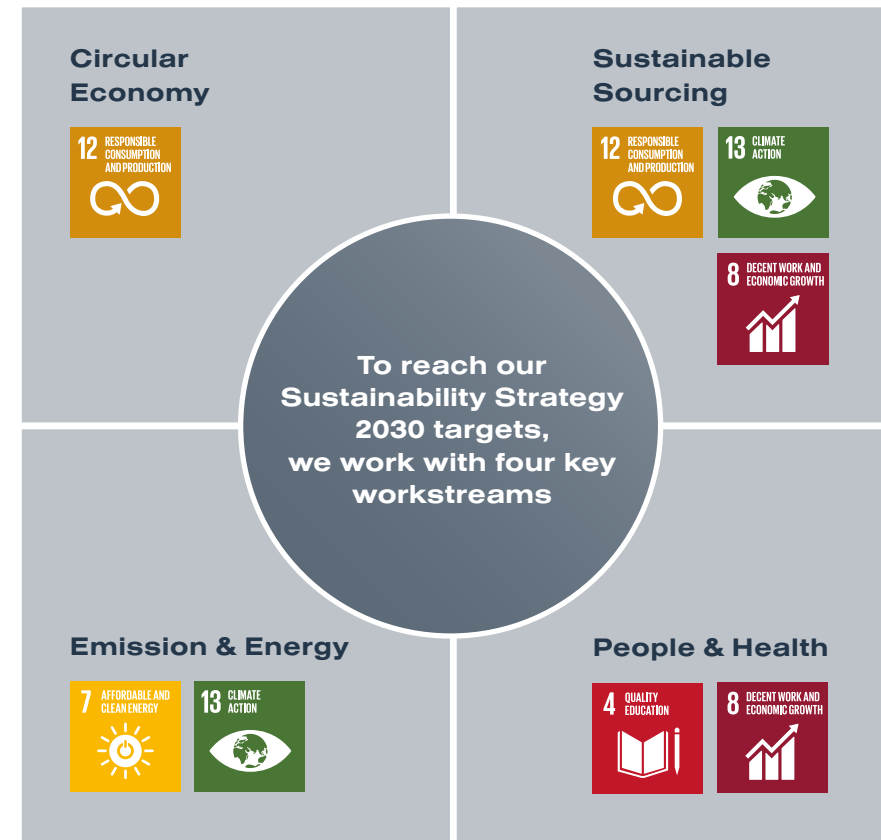 Circular
Economy
12 RESPONSIBLE
CONSUMPTION
AND PRODUCTION
Sustainable
Sourcing
12 RESPONSIBLE
CONSUMPTION
AND PRODUCTION
13 CLIMATE
ACTION
8 DECENT WORK AND
ECONOMIC GROWTH
To reach our
Sustainability Strategy
2030 targets,
we work with four key
workstreams
Emission & Energy
7 AFFORDABLE AND
CLEAN ENERGY
13 CLIMATE
ACTION
People & Health
4 QUALITY
EDUCATION
8 DECENT WORK AND
ECONOMIC GROWTH